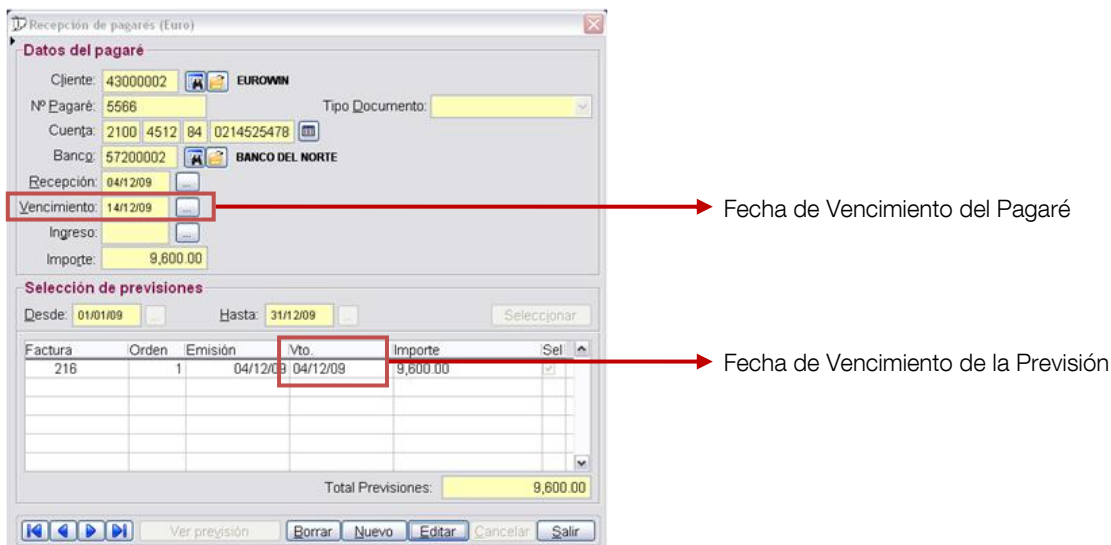 Recepción de pagarés (Euro)
Datos del pagaré
Cliente: 43000002 EUROWIN
Nº Pagaré: 5566 Tipo Documento:
Cuenta: 2100 4512 84 0214525478
Banco: 57200002 BANCO DEL NORTE
Recepción: 04/12/09 ...
Vencimiento: 14/12/09 ... Fecha de Vencimiento del Pagaré
Ingreso: ...
Importe: 9,600.00
Selección de previsiones
Desde: 01/01/09 ... Hasta: 31/12/09 ... Seleccionar
Factura Orden Emisión Vto. Importe Sel
216 1 04/12/09 04/12/09 9,600.00 Fecha de Vencimiento de la Previsión
Total Previsiones: 9,600.00
Ver previsión Borrar Nuevo Editar Cancelar Salir